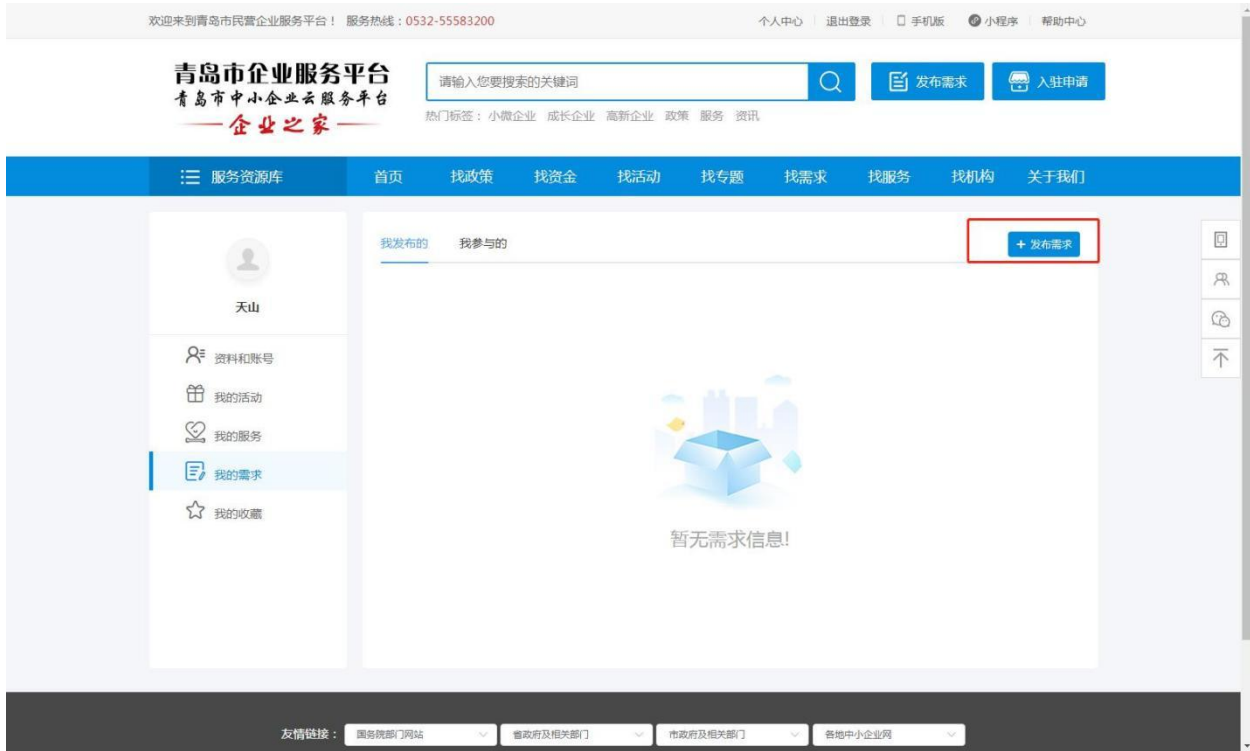 欢迎来到青岛市民营企业服务平台！ 服务热线：0532-55583200
个人中心 退出登录 手机版 小程序 帮助中心
青岛市企业服务平台
青岛市中小企业云服务平台
企业之家
请输入您要搜索的关键词
发布需求
入驻申请
热门标签： 小微企业 成长企业 高新企业 政策 服务 资讯
服务资源库 首页 找政策 找资金 找活动 找专题 找需求 找服务 找机构 关于我们
我发布的 我参与的
+ 发布需求
天山
资料和账号
我的活动
我的服务
我的需求
我的收藏
暂无需求信息!
友情链接： 国务院部门网站 省政府及相关部门 市政府及相关部门 各地中小企业网